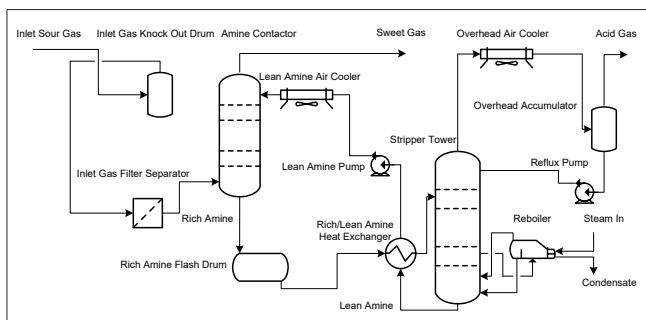 Inlet Sour Gas
Inlet Gas Knock Out Drum
Amine Contactor
Sweet Gas
Overhead Air Cooler
Acid Gas
Lean Amine Air Cooler
Overhead Accumulator
Stripper Tower
Lean Amine Pump
Reflux Pump
Inlet Gas Filter Separator
Rich Amine
Rich/Lean Amine
Heat Exchanger
Reboiler
Steam In
Rich Amine Flash Drum
Condensate
Lean Amine